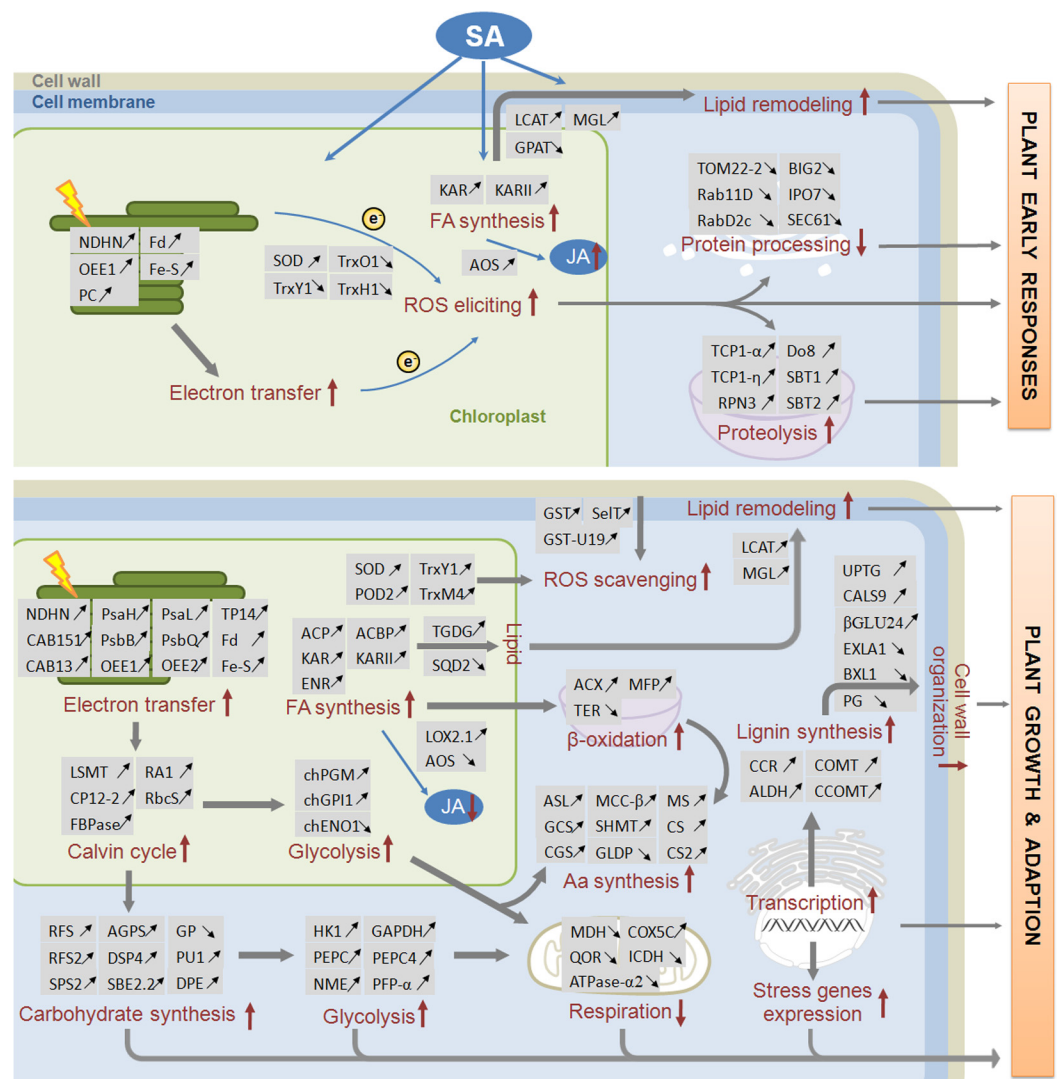 SA
Cell wall
Cell membrane
Lipid remodeling
LCAT MGL
GPAT
KAR KARII
FA synthesis
TOM22-2 BIG2
Rab11D IPO7
RabD2c SEC61
Protein processing
e-
NDHN Fd
OEE1 Fe-S
PC
SOD TrxO1
TrxY1 TrxH1
AOS
JA
ROS eliciting
e-
Electron transfer
Chloroplast
TCP1-α Do8
TCP1-η SBT1
RPN3 SBT2
Proteolysis
PLANT EARLY RESPONSES
GST SelT
GST-U19
Lipid remodeling
ROS scavenging
LCAT
MGL
SOD TrxY1
POD2 TrxM4
UPTG
CALS9
βGLU24
EXLA1
BXL1
PG
NDHN PsaH PsaL TP14
CAB151 PsbB PsbQ Fd
CAB13 OEE1 OEE2 Fe-S
Electron transfer
ACP ACBP
KAR KARII
ENR
FA synthesis
TGDG
SQD2
Lipid
ACX MFP
TER
β-oxidation
Lignin synthesis
Cell wall
organization
LOX2.1
AOS
JA
LSMT RA1
CP12-2 RbcS
FBPase
Calvin cycle
chPGM
chGPI1
chENO1
Glycolysis
ASL MCC-β MS
GCS SHMT CS
CGS GLDP CS2
Aa synthesis
CCR COMT
ALDH CCOMT
Transcription
RFS AGPS GP
RFS2 DSP4 PU1
SPS2 SBE2.2 DPE
Carbohydrate synthesis
HK1 GAPDH
PEPC PEPC4
NME PFP-α
Glycolysis
MDH COX5C
QOR ICDH
ATPase-α2
Respiration
Stress genes
expression
PLANT GROWTH & ADAPTION